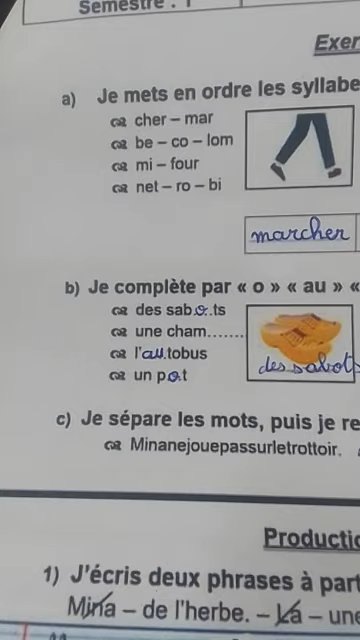 Semestre : 1
Exer
a) Je mets en ordre les syllabe
cher – mar
be – co – lom
mi – four
net – ro – bi
marcher
b) Je complète par « o » « au » «
des sab.o..ts
une cham.......
l'au.tobus
un p.o.t
des sabots
c) Je sépare les mots, puis je re
Minanejouepassurletrottoir.
Productio
1) J'écris deux phrases à part
Mina – de l'herbe. – La – une